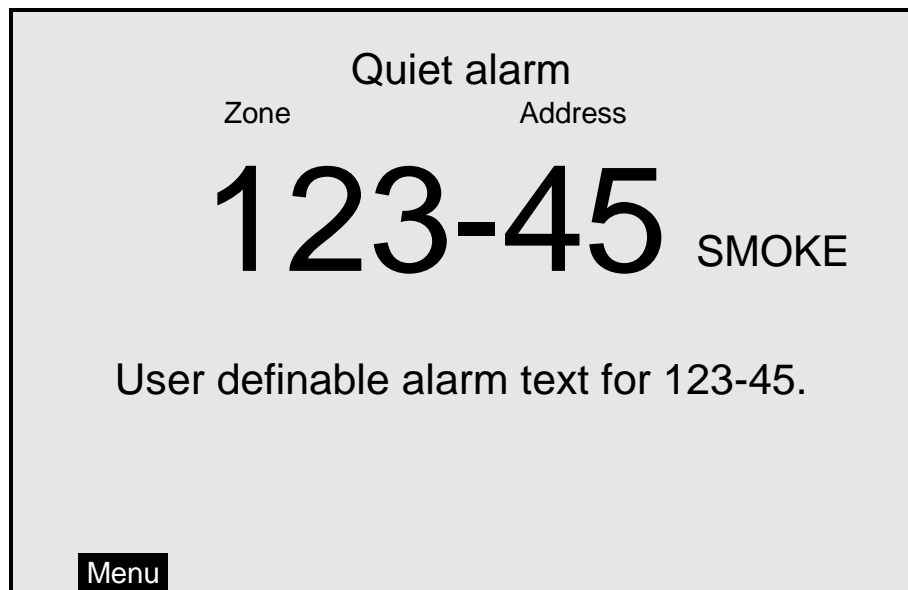 Quiet alarm
Zone Address
123-45 SMOKE
User definable alarm text for 123-45.
Menu